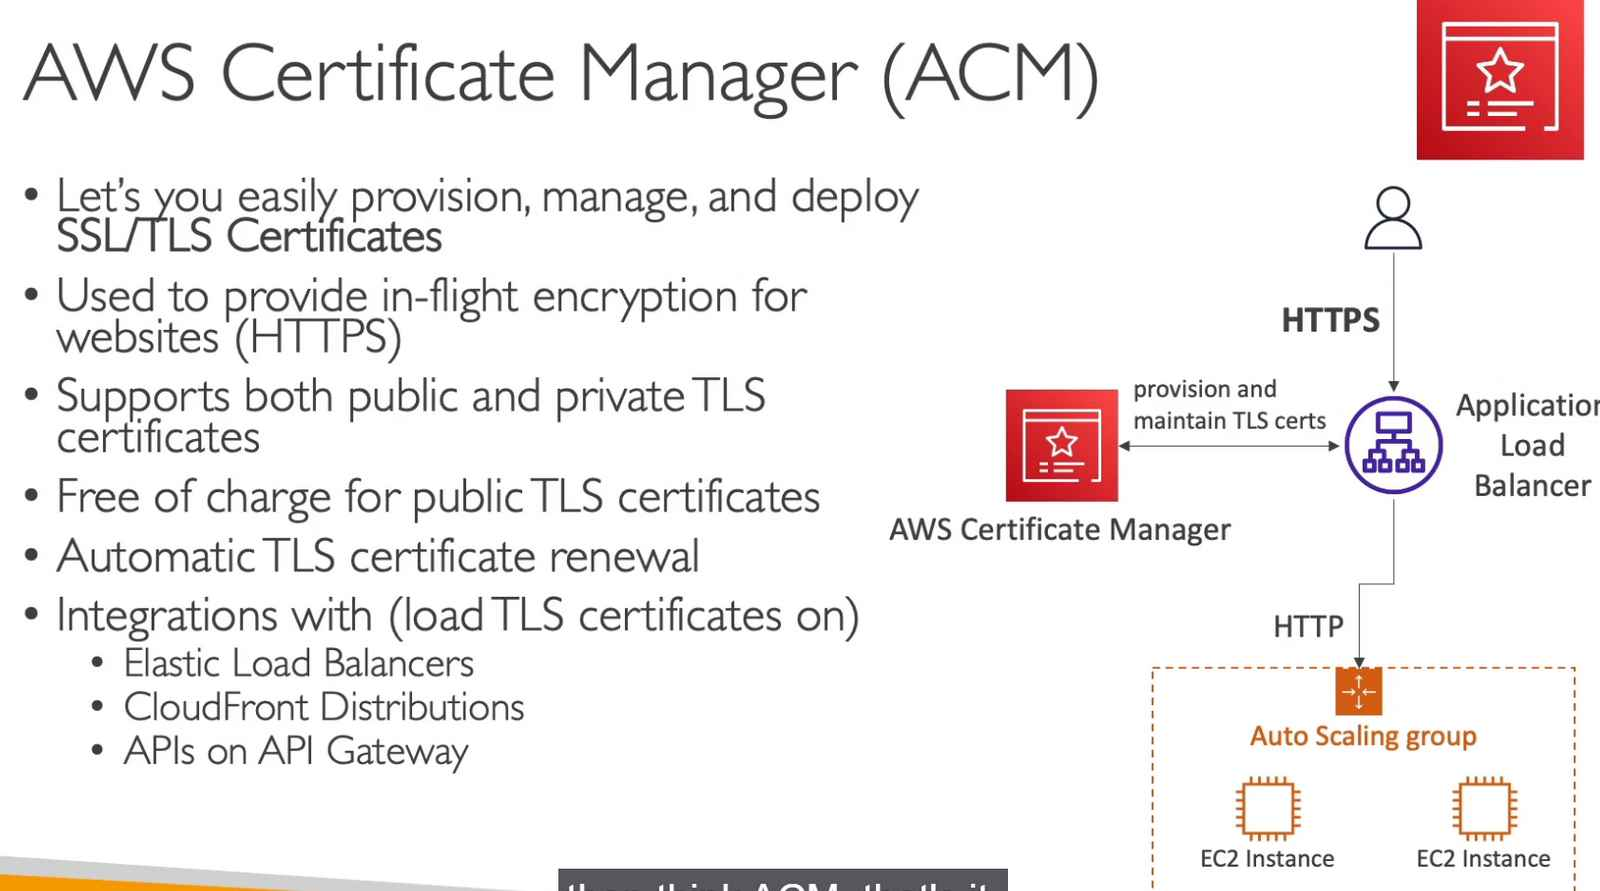 AWS Certificate Manager (ACM)
• Let's you easily provision, manage, and deploy
SSL/TLS Certificates
• Used to provide in-flight encryption for
websites (HTTPS)
• Supports both public and private TLS
certificates
• Free of charge for public TLS certificates
• Automatic TLS certificate renewal
• Integrations with (load TLS certificates on)
• Elastic Load Balancers
• CloudFront Distributions
• APIs on API Gateway
HTTPS
provision and
maintain TLS certs
Application
Load
Balancer
AWS Certificate Manager
HTTP
Auto Scaling group
EC2 Instance
EC2 Instance